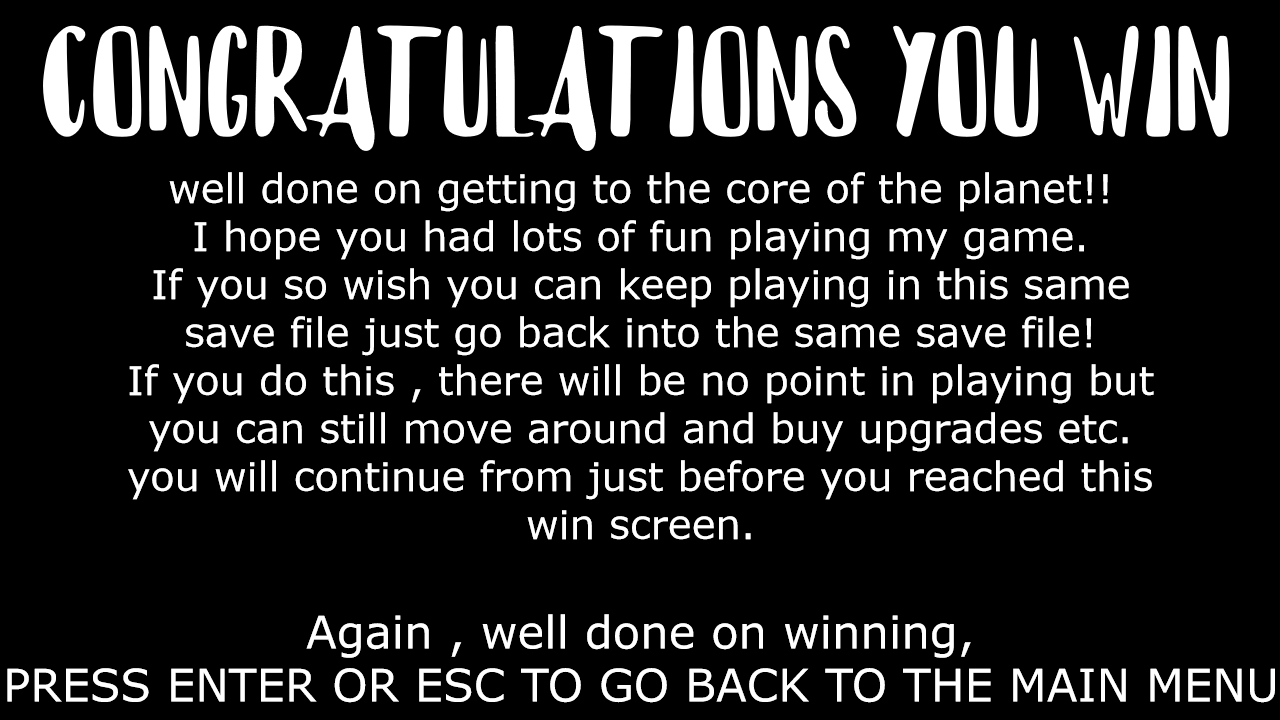 CONGRATULATIONS YOU WIN
well done on getting to the core of the planet!!
I hope you had lots of fun playing my game.
If you so wish you can keep playing in this same
save file just go back into the same save file!
If you do this , there will be no point in playing but
you can still move around and buy upgrades etc.
you will continue from just before you reached this
win screen.
Again , well done on winning,
PRESS ENTER OR ESC TO GO BACK TO THE MAIN MENU